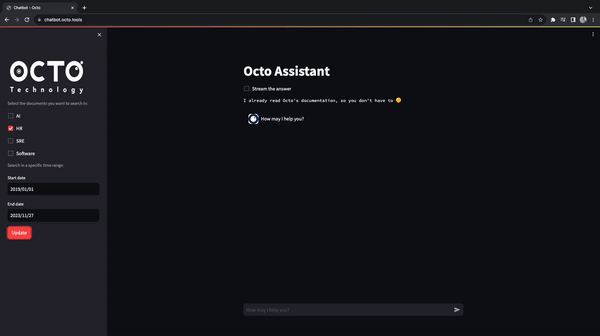 Chatbot - Octo
chatbot.octo.tools
OCTO
Technology
Select the documents you want to search in:
AI
HR
SRE
Software
Search in a specific time range:
Start date
2019/01/01
End date
2023/11/27
Update
Octo Assistant
Stream the answer
I already read Octo's documentation, so you don't have to 😉
How may I help you?
How may I help you?